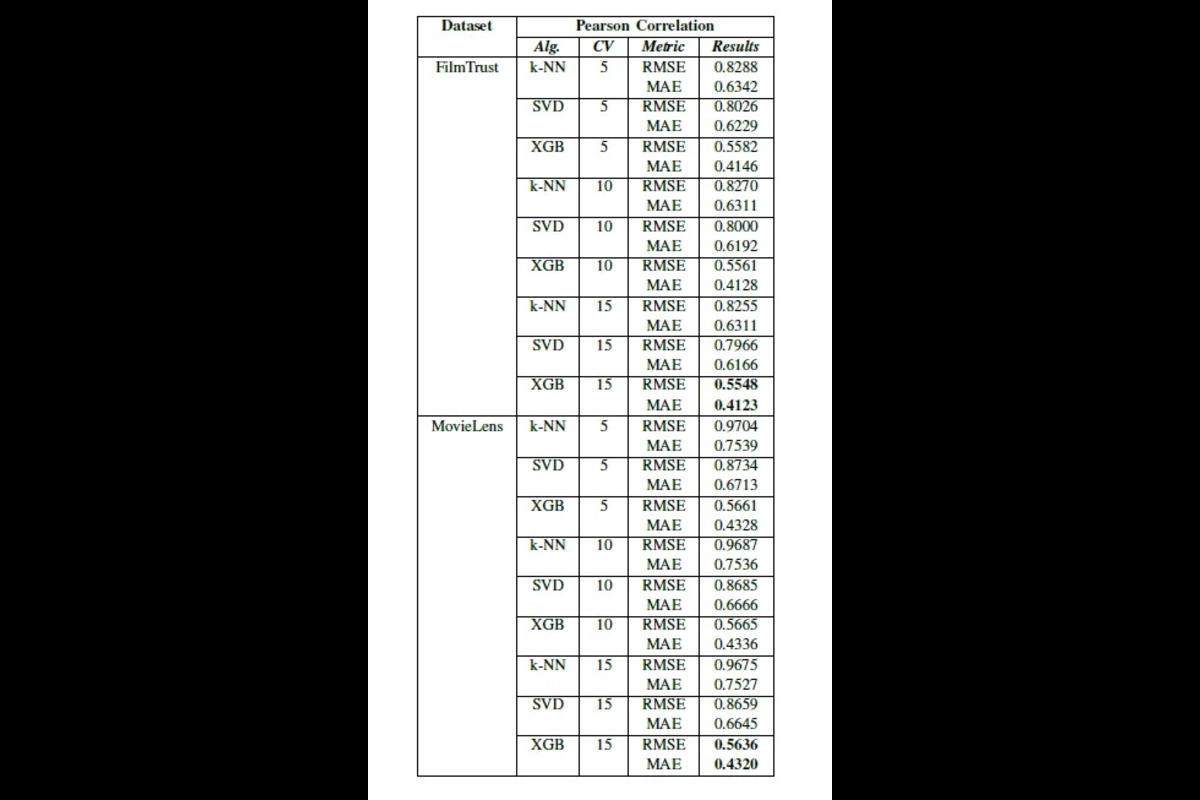 Dataset Pearson Correlation
Alg. CV Metric Results
FilmTrust k-NN 5 RMSE 0.8288
MAE 0.6342
SVD 5 RMSE 0.8026
MAE 0.6229
XGB 5 RMSE 0.5582
MAE 0.4146
k-NN 10 RMSE 0.8270
MAE 0.6311
SVD 10 RMSE 0.8000
MAE 0.6192
XGB 10 RMSE 0.5561
MAE 0.4128
k-NN 15 RMSE 0.8255
MAE 0.6311
SVD 15 RMSE 0.7966
MAE 0.6166
XGB 15 RMSE 0.5548
MAE 0.4123
MovieLens k-NN 5 RMSE 0.9704
MAE 0.7539
SVD 5 RMSE 0.8734
MAE 0.6713
XGB 5 RMSE 0.5661
MAE 0.4328
k-NN 10 RMSE 0.9687
MAE 0.7536
SVD 10 RMSE 0.8685
MAE 0.6666
XGB 10 RMSE 0.5665
MAE 0.4336
k-NN 15 RMSE 0.9675
MAE 0.7527
SVD 15 RMSE 0.8659
MAE 0.6645
XGB 15 RMSE 0.5636
MAE 0.4320